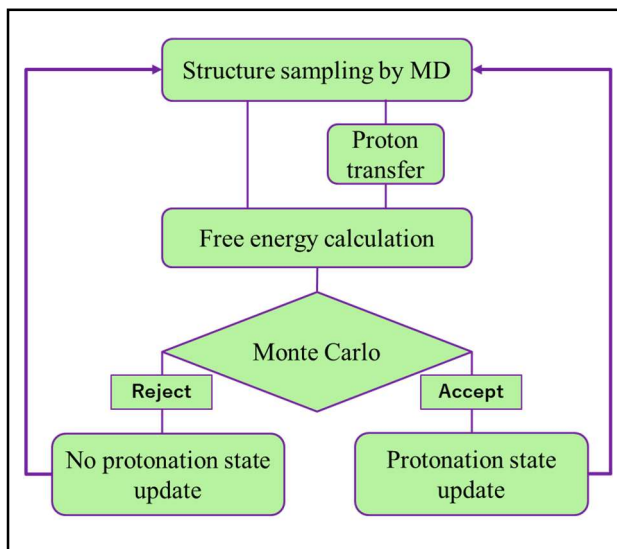 Structure sampling by MD
Proton
transfer
Free energy calculation
Monte Carlo
Reject
Accept
No protonation state
update
Protonation state
update